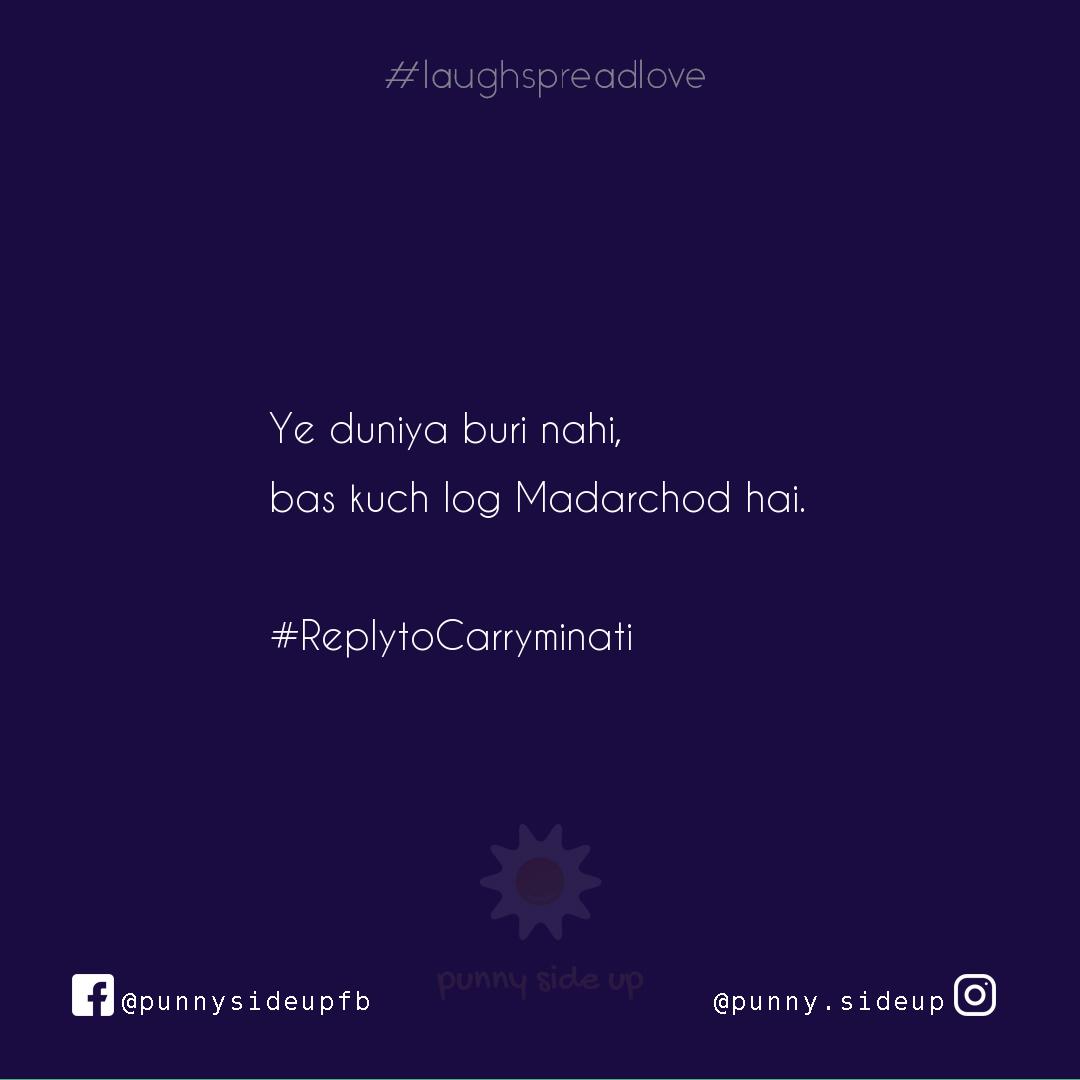 #laughspreadlove
Ye duniya buri nahi,
bas kuch log Madarchod hai.
#ReplytoCarryminati
punny side up
@punnysideupfb
@punny.sideup